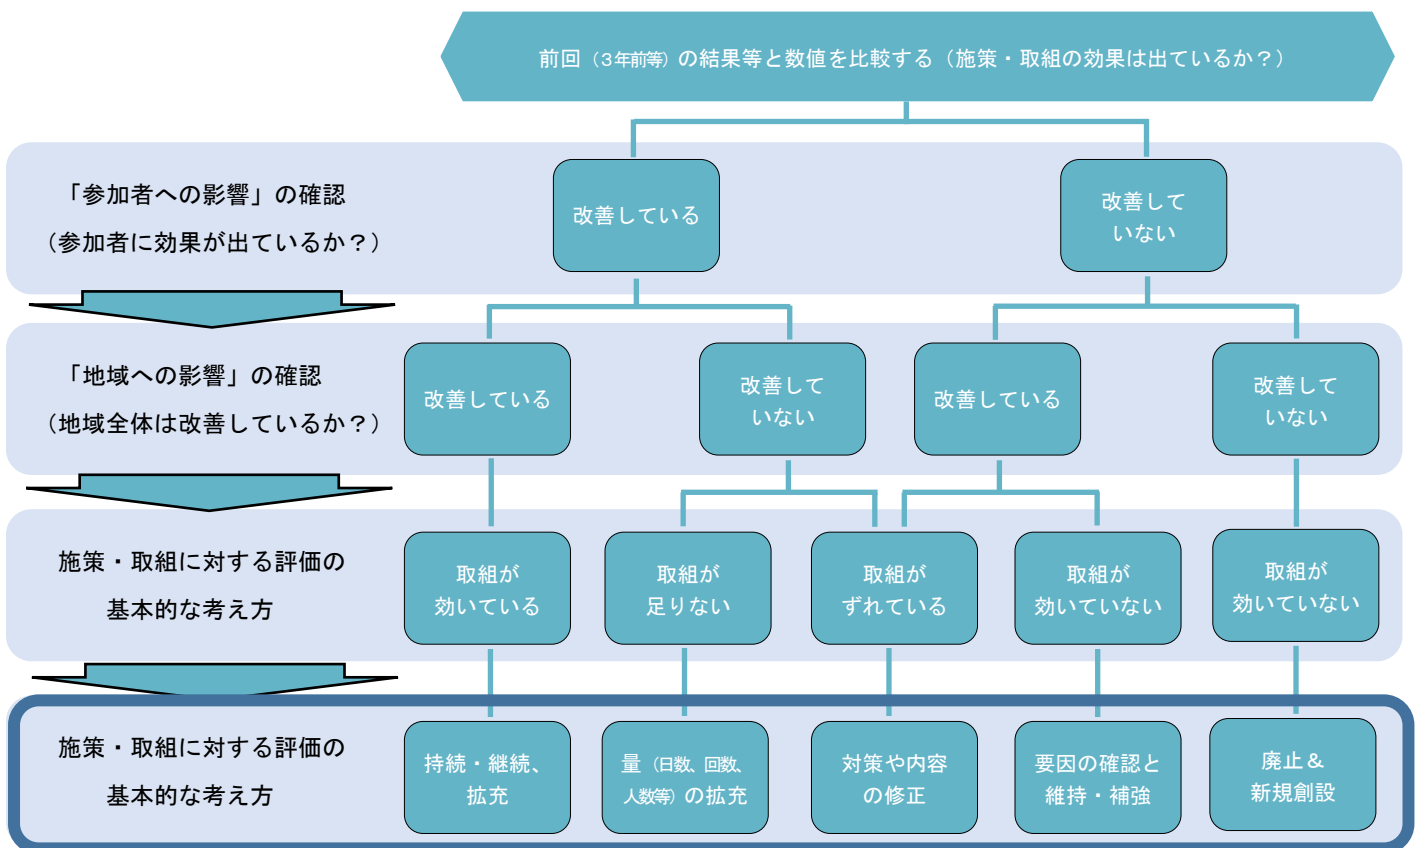 前回（3年前等）の結果等と数値を比較する（施策・取組の効果は出ているか？）
「参加者への影響」の確認
（参加者に効果が出ているか？）
改善している
改善して
いない
「地域への影響」の確認
（地域全体は改善しているか？）
改善している
改善して
いない
改善している
改善して
いない
施策・取組に対する評価の
基本的な考え方
取組が
効いている
取組が
足りない
取組が
ずれている
取組が
効いていない
取組が
効いていない
施策・取組に対する評価の
基本的な考え方
持続・継続、
拡充
量（日数、回数、
人数等）の拡充
対策や内容
の修正
要因の確認と
維持・補強
廃止＆
新規創設